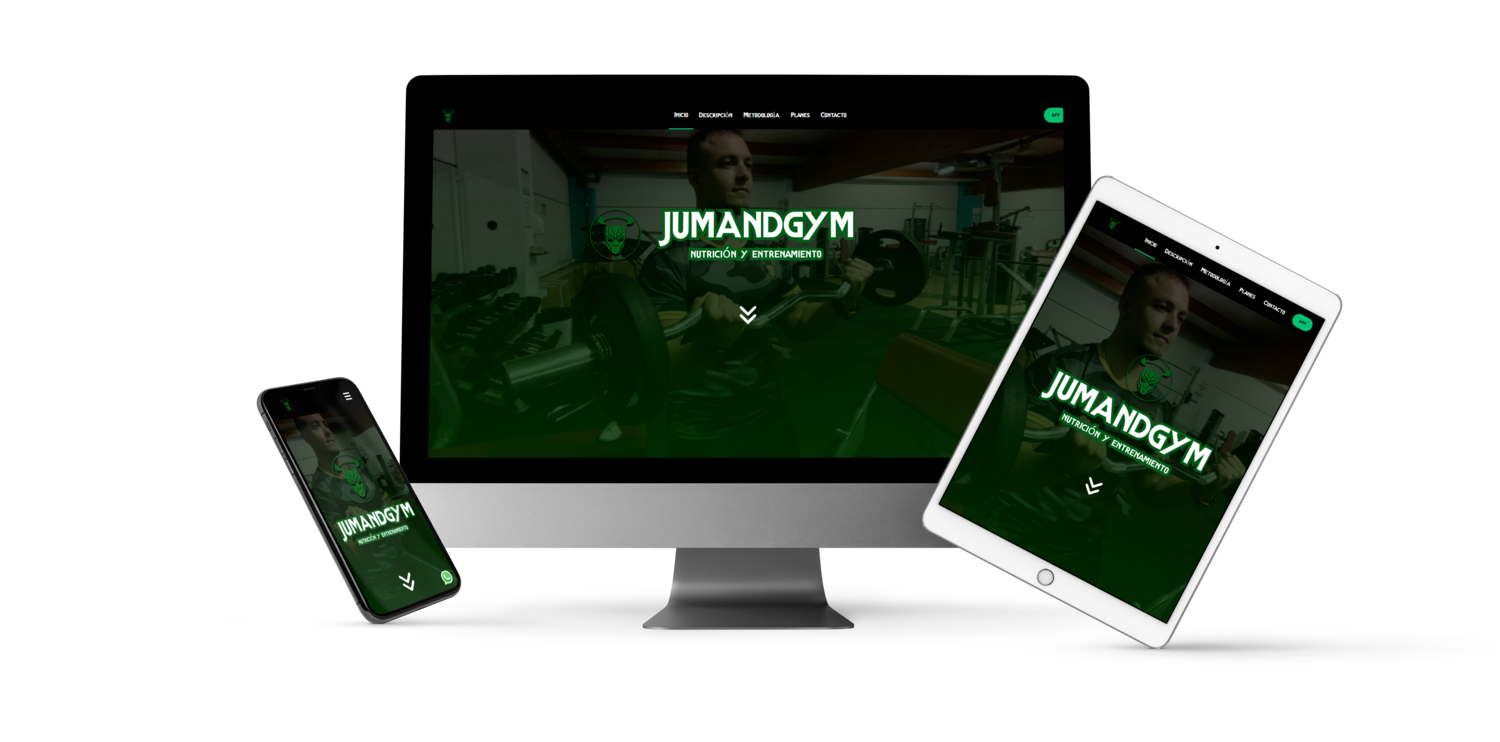 Inicio Descripción Metodología Planes Contacto APP
JUMANDGYM
NUTRICIÓN Y ENTRENAMIENTO
Inicio Descripción Metodología Planes Contacto APP
JUMANDGYM
NUTRICIÓN Y ENTRENAMIENTO
JUMANDGYM
NUTRICIÓN Y ENTRENAMIENTO